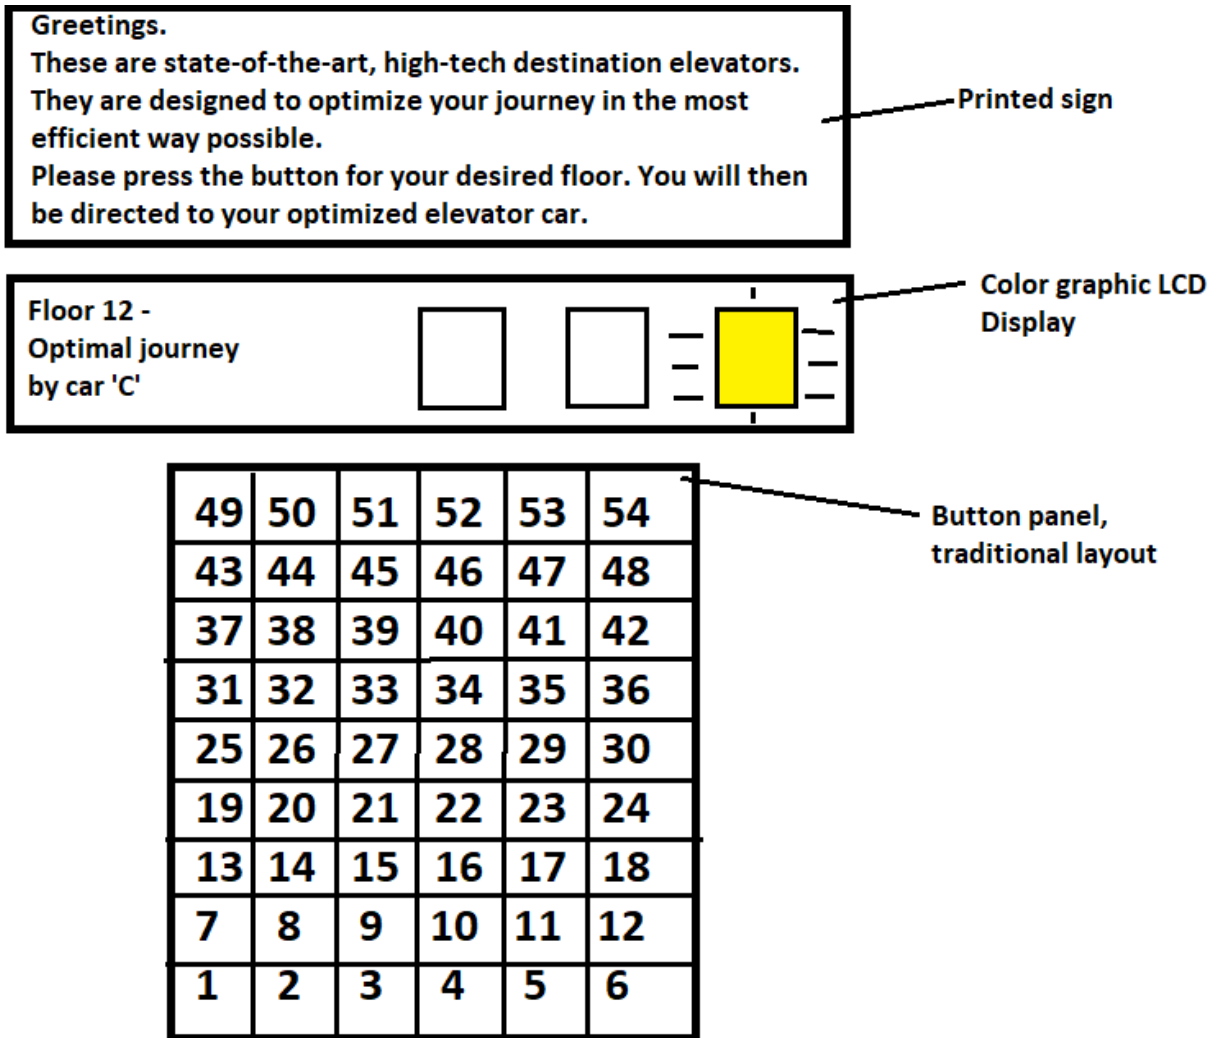 Greetings.
These are state-of-the-art, high-tech destination elevators.
They are designed to optimize your journey in the most
efficient way possible.
Please press the button for your desired floor. You will then
be directed to your optimized elevator car.
Printed sign
Floor 12 -
Optimal journey
by car 'C'
Color graphic LCD
Display
49 50 51 52 53 54
43 44 45 46 47 48
37 38 39 40 41 42
31 32 33 34 35 36
25 26 27 28 29 30
19 20 21 22 23 24
13 14 15 16 17 18
7 8 9 10 11 12
1 2 3 4 5 6
Button panel,
traditional layout